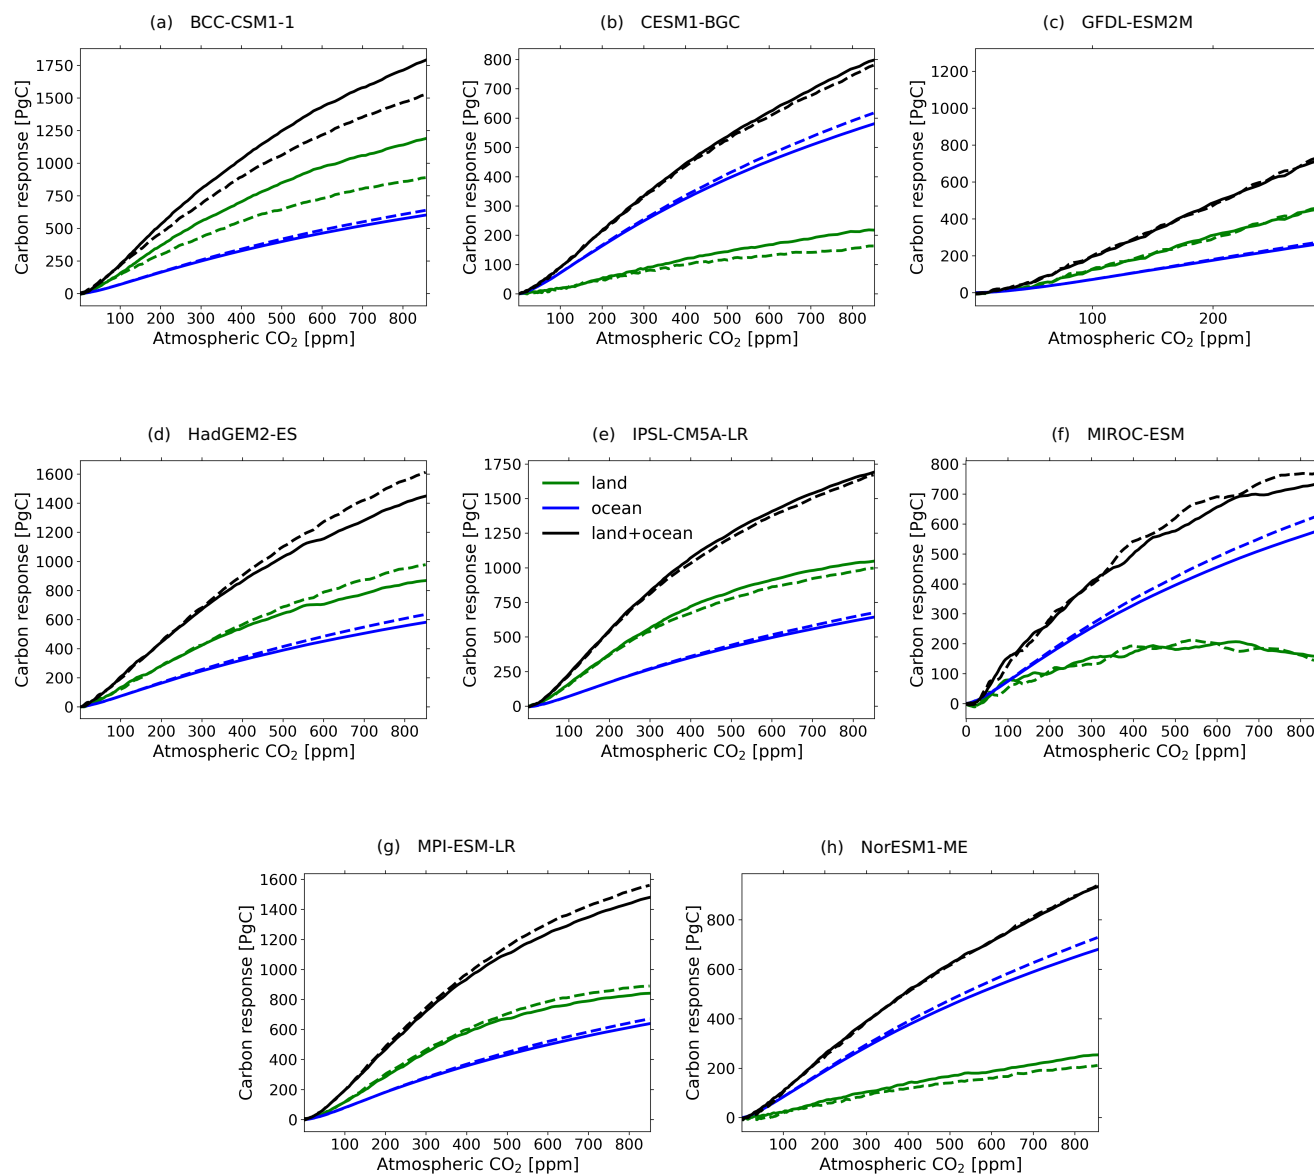 (a) BCC-CSM1-1
Carbon response [PgC]
1750
1500
1250
1000
750
500
250
0
100 200 300 400 500 600 700 800
Atmospheric CO₂ [ppm]
(b) CESM1-BGC
Carbon response [PgC]
800
700
600
500
400
300
200
100
0
100 200 300 400 500 600 700 800
Atmospheric CO₂ [ppm]
(c) GFDL-ESM2M
Carbon response [PgC]
1200
1000
800
600
400
200
0
100 200
Atmospheric CO₂ [ppm]
(d) HadGEM2-ES
Carbon response [PgC]
1600
1400
1200
1000
800
600
400
200
0
100 200 300 400 500 600 700 800
Atmospheric CO₂ [ppm]
(e) IPSL-CM5A-LR
Carbon response [PgC]
1750
1500
1250
1000
750
500
250
0
land
ocean
land+ocean
100 200 300 400 500 600 700 800
Atmospheric CO₂ [ppm]
(f) MIROC-ESM
Carbon response [PgC]
800
700
600
500
400
300
200
100
0
0 100 200 300 400 500 600 700 800
Atmospheric CO₂ [ppm]
(g) MPI-ESM-LR
Carbon response [PgC]
1600
1400
1200
1000
800
600
400
200
0
100 200 300 400 500 600 700 800
Atmospheric CO₂ [ppm]
(h) NorESM1-ME
Carbon response [PgC]
800
600
400
200
0
100 200 300 400 500 600 700 800
Atmospheric CO₂ [ppm]